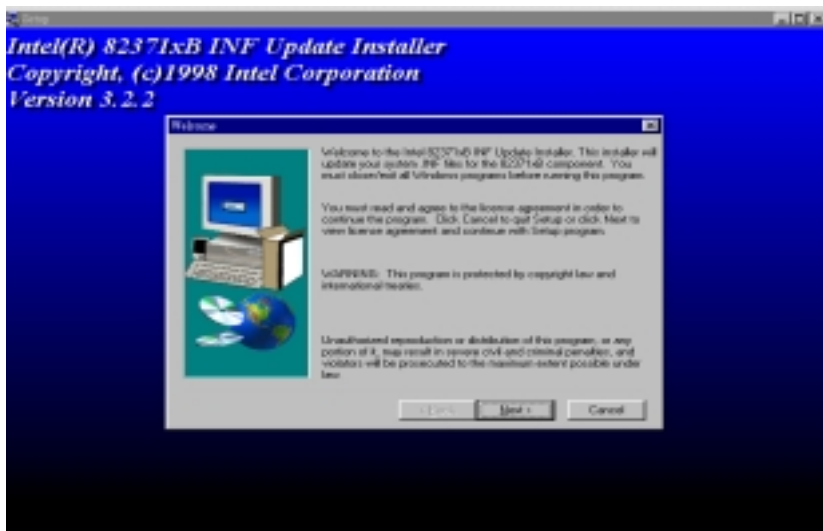 Setup
Intel(R) 82371xB INF Update Installer
Copyright, (c)1998 Intel Corporation
Version 3.2.2
Welcome
Welcome to the Intel 82371xB INF Update Installer. This installer will
update your system .INF files for the 82371xB component. You
must close/exit all Windows programs before running this program.
You must read and agree to the license agreement in order to
continue the program. Click Cancel to quit Setup or click Next to
view license agreement and continue with Setup program.
WARNING: This program is protected by copyright law and
international treaties.
Unauthorized reproduction or distribution of this program, or any
portion of it, may result in severe civil and criminal penalties, and
violators will be prosecuted to the maximum extent possible under
law.
< Back
Next >
Cancel